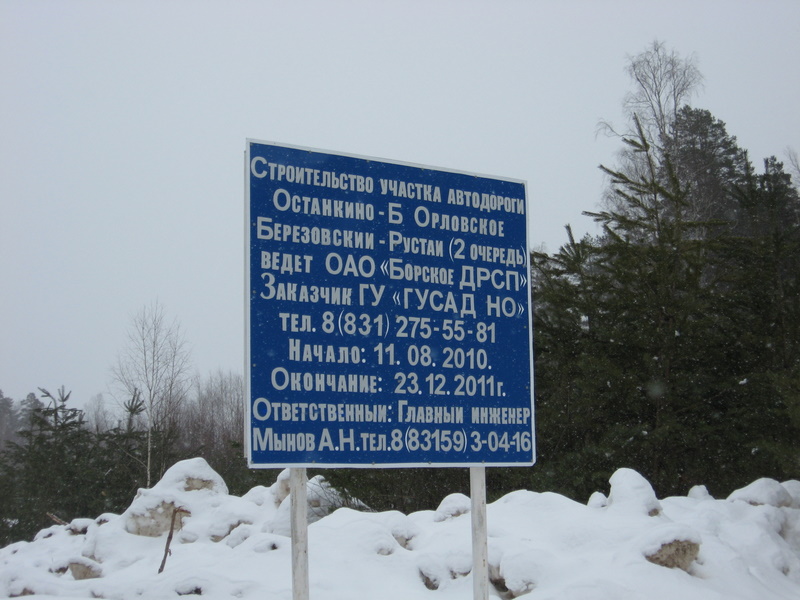 Строительство участка автодороги
Останкино - Б Орловское
Березовский - Рустай (2 очередь)
ведет ОАО «Борское ДРСП»
Заказчик ГУ «ГУСАД НО»
тел. 8(831) 275-55-81
Начало: 11. 08. 2010.
Окончание: 23.12.2011г.
Ответственный: Главный инженер
Мынов А.Н.тел.8(83159) 3-04-16